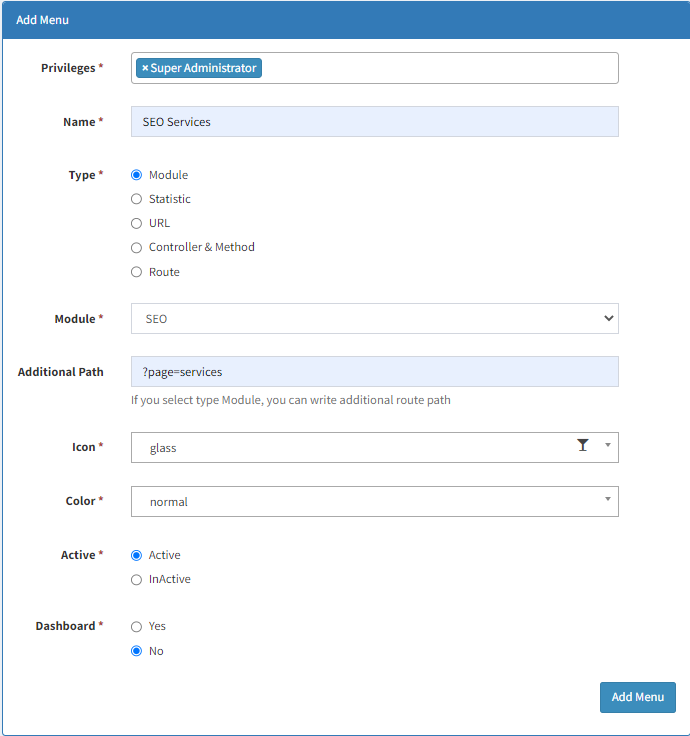 Add Menu
Privileges *
×Super Administrator
Name *
SEO Services
Type *
Module
Statistic
URL
Controller & Method
Route
Module *
SEO
Additional Path
?page=services
If you select type Module, you can write additional route path
Icon *
glass
Color *
normal
Active *
Active
InActive
Dashboard *
Yes
No
Add Menu